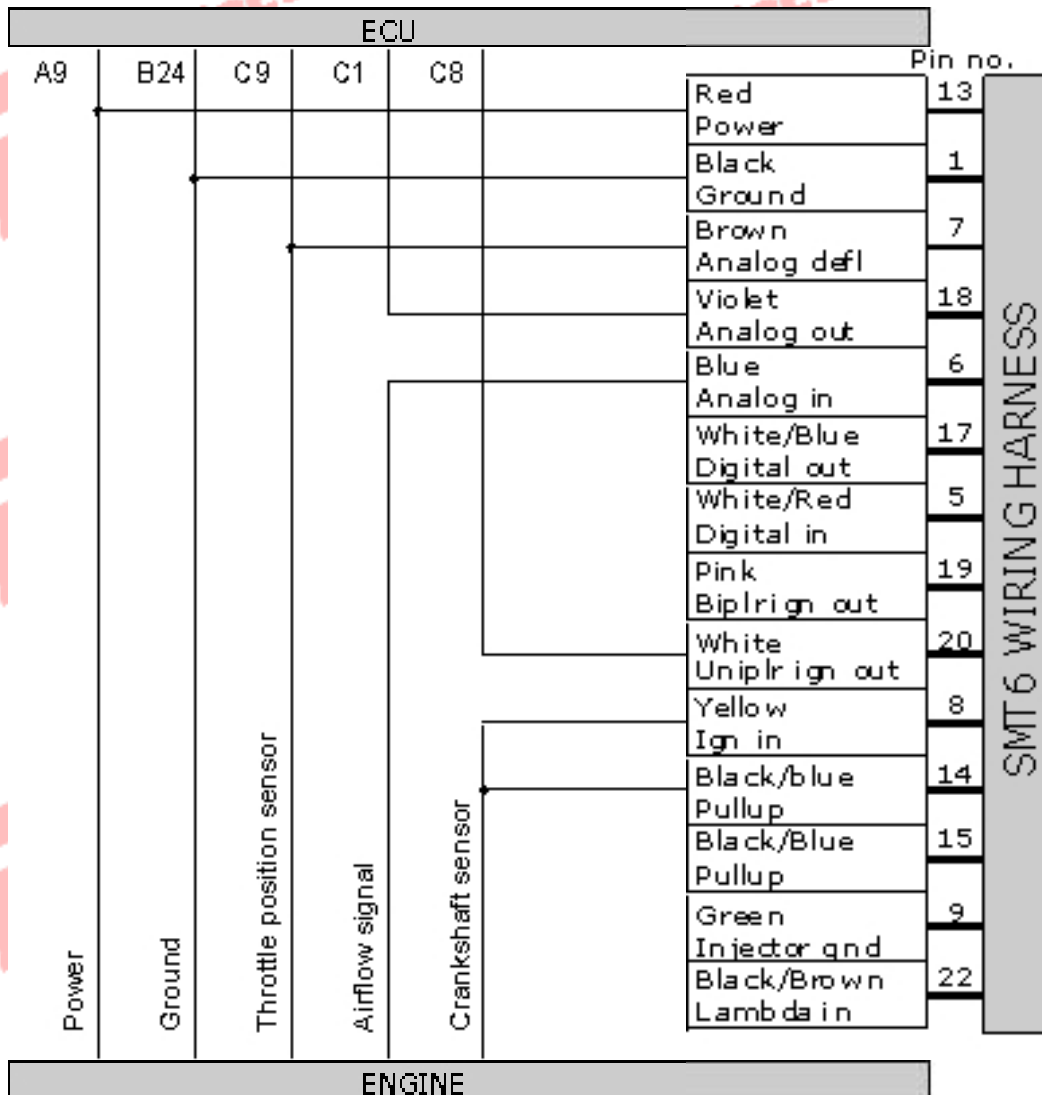 ECU
A9 B24 C9 C1 C8
Pin no.
Red 13
Power
Black 1
Ground
Brown 7
Analog defl
Violet 18
Analog out
Blue 6
Analog in
White/Blue 17
Digital out
White/Red 5
Digital in
Pink 19
Biplrign out
White 20
Uniplr ign out
Yellow 8
Ign in
Black/blue 14
Pullup
Black/Blue 15
Pullup
Green 9
Injector gnd
Black/Brown 22
Lambda in
SMT6 WIRING HARNESS
Power
Ground
Throttle position sensor
Airflow signal
Crankshaft sensor
ENGINE